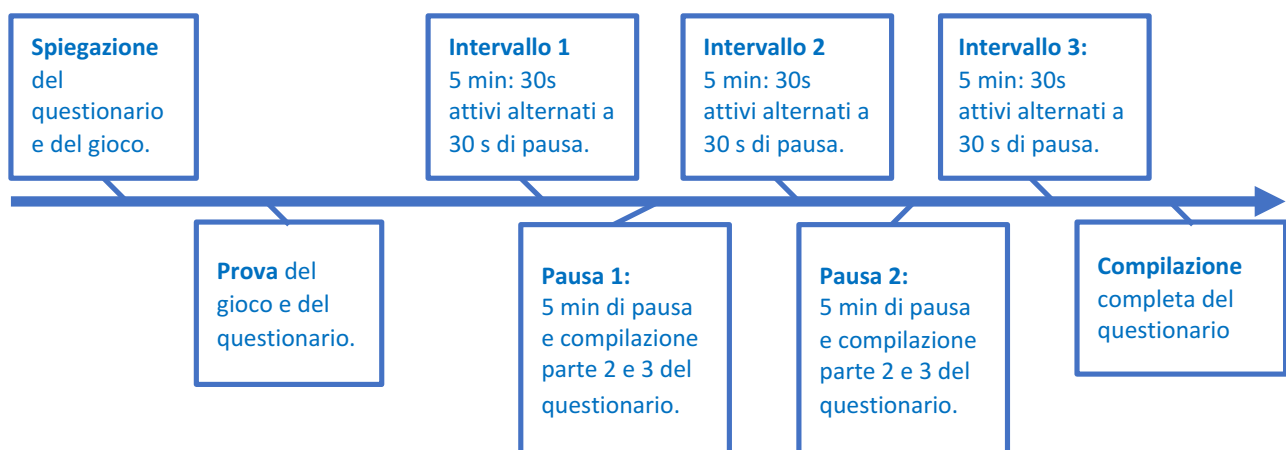 Spiegazione
del
questionario
e del gioco.
Intervallo 1
5 min: 30s
attivi alternati a
30 s di pausa.
Intervallo 2
5 min: 30s
attivi alternati a
30 s di pausa.
Intervallo 3:
5 min: 30s
attivi alternati a
30 s di pausa.
Prova del
gioco e del
questionario.
Pausa 1:
5 min di pausa
e compilazione
parte 2 e 3 del
questionario.
Pausa 2:
5 min di pausa
e compilazione
parte 2 e 3 del
questionario.
Compilazione
completa del
questionario